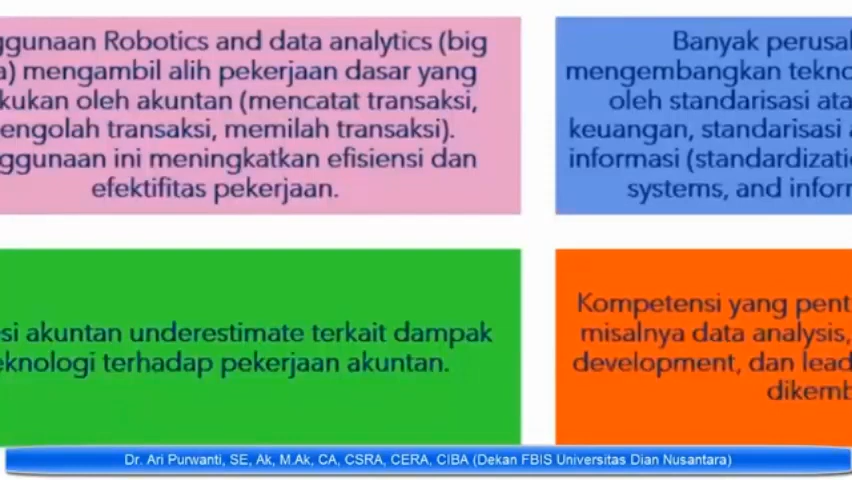 ggunaan Robotics and data analytics (big
a) mengambil alih pekerjaan dasar yang
kukan oleh akuntan (mencatat transaksi,
engolah transaksi, memilah transaksi).
ggunaan ini meningkatkan efisiensi dan
efektifitas pekerjaan.
Banyak perusal
mengembangkan tekno
oleh standarisasi ata
keuangan, standarisasi a
informasi (standardizati
systems, and infor
si akuntan underestimate terkait dampak
eknologi terhadap pekerjaan akuntan.
Kompetensi yang pent
misalnya data analysis,
development, dan lead
dikemb
Dr. Ari Purwanti, SE, Ak, M.Ak, CA, CSRA, CERA, CIBA (Dekan FBIS Universitas Dian Nusantara)